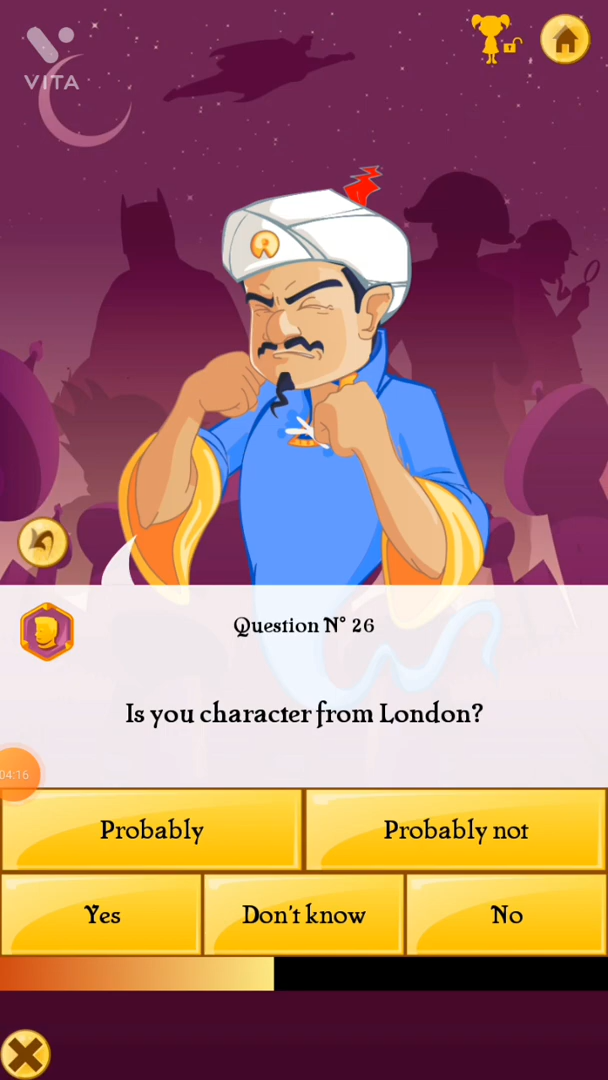 VITA
Question N° 26
Is you character from London?
04:16
Probably
Probably not
Yes
Don't know
No